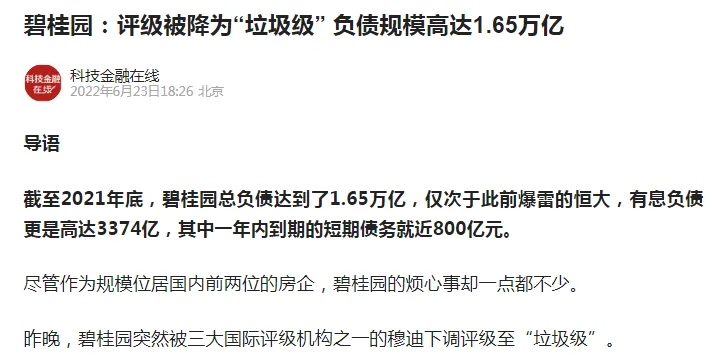 碧桂园：评级被降为“垃圾级” 负债规模高达1.65万亿
科技金融
在线
科技金融在线
2022年6月23日18:26 北京
导语
截至2021年底，碧桂园总负债达到了1.65万亿，仅次于此前爆雷的恒大，有息负债
更是高达3374亿，其中一年内到期的短期债务就近800亿元。
尽管作为规模位居国内前两位的房企，碧桂园的烦心事却一点都不少。
昨晚，碧桂园突然被三大国际评级机构之一的穆迪下调评级至“垃圾级”。